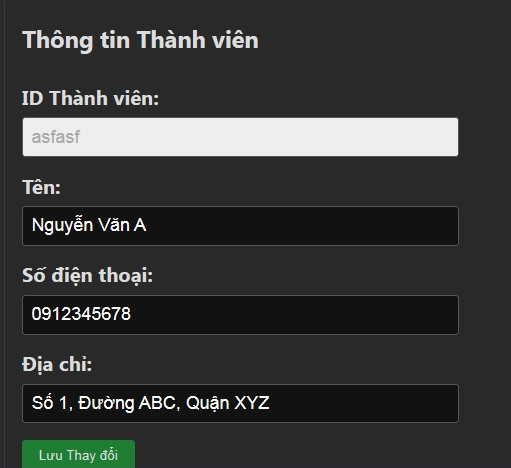 Thông tin Thành viên
ID Thành viên:
asfasf
Tên:
Nguyễn Văn A
Số điện thoại:
0912345678
Địa chỉ:
Số 1, Đường ABC, Quận XYZ
Lưu Thay đổi